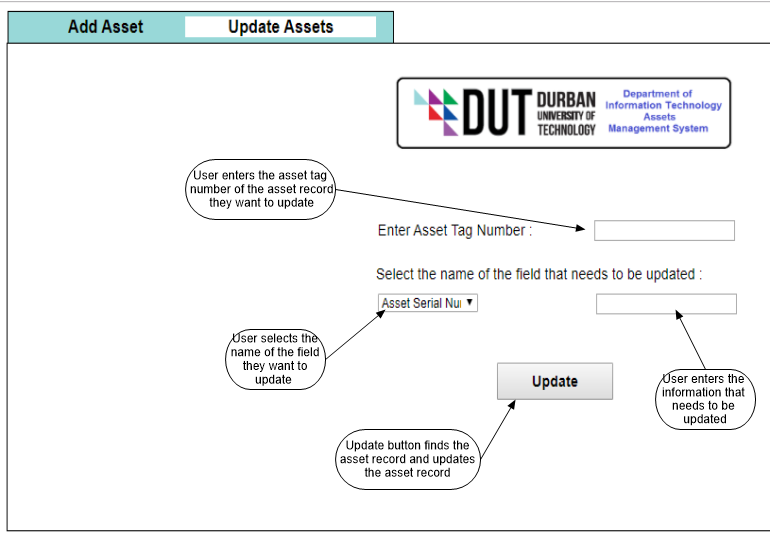 Add Asset
Update Assets
DUT
DURBAN
UNIVERSITY OF
TECHNOLOGY
Department of
Information Technology
Assets
Management System
User enters the asset tag
number of the asset record
they want to update
Enter Asset Tag Number :
Select the name of the field that needs to be updated :
Asset Serial Nu
User selects the
name of the field
they want to
update
Update
User enters the
information that
needs to be
updated
Update button finds the
asset record and updates
the asset record